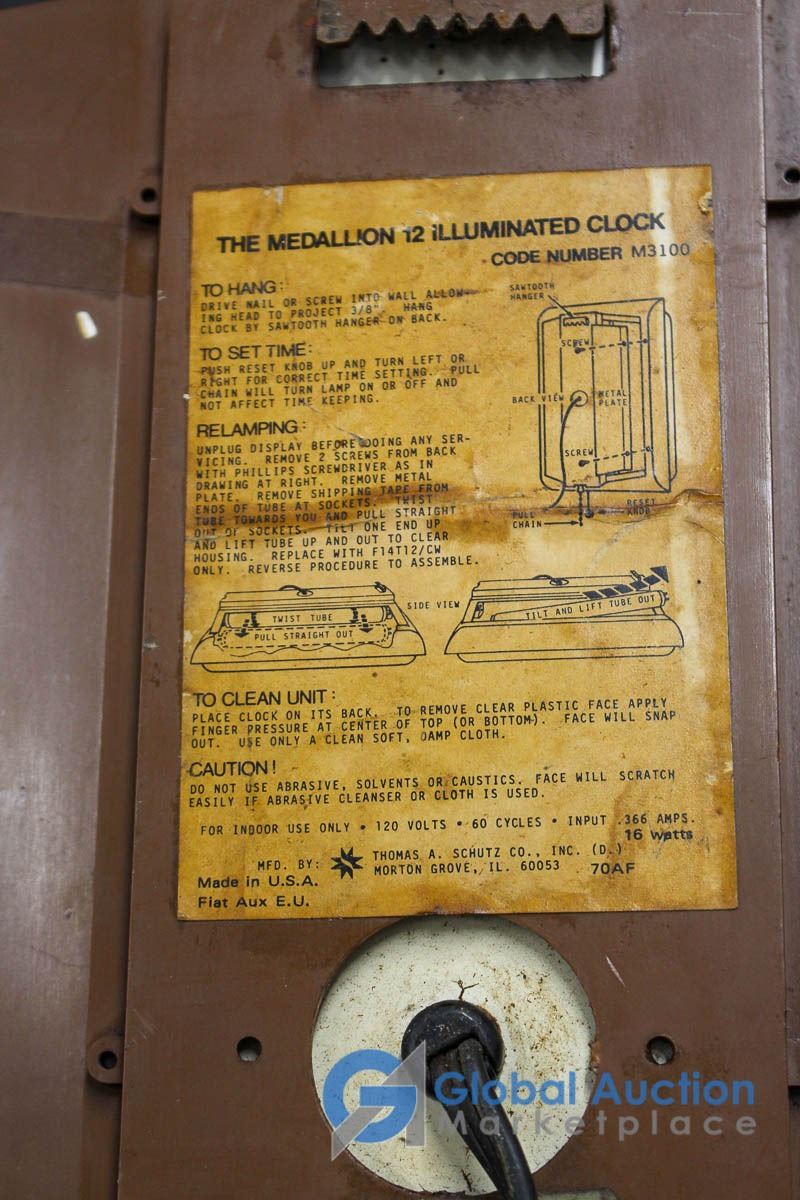 THE MEDALLION 12 ILLUMINATED CLOCK
CODE NUMBER M3100
TO HANG:
DRIVE NAIL OR SCREW INTO WALL ALLOW-
ING HEAD TO PROJECT 3/8". HANG
CLOCK BY SAWTOOTH HANGER ON BACK.
TO SET TIME:
PUSH RESET KNOB UP AND TURN LEFT OR
RIGHT FOR CORRECT TIME SETTING. PULL
CHAIN WILL TURN LAMP ON OR OFF AND
NOT AFFECT TIME KEEPING.
RELAMPING:
UNPLUG DISPLAY BEFORE DOING ANY SER-
VICING. REMOVE 2 SCREWS FROM BACK
WITH PHILLIPS SCREWDRIVER AS IN
DRAWING AT RIGHT. REMOVE METAL
PLATE. REMOVE SHIPPING TAPE FROM
ENDS OF TUBE AT SOCKETS. TWIST
TUBE TOWARDS YOU AND PULL STRAIGHT
OUT OF SOCKETS. TILT ONE END UP
AND LIFT TUBE UP AND OUT TO CLEAR
HOUSING. REPLACE WITH F14T12/CW
ONLY. REVERSE PROCEDURE TO ASSEMBLE.
SAWTOOTH
HANGER
SCREW
BACK VIEW
METAL
PLATE
SCREW
PULL
CHAIN
RESET
KNOB
TWIST TUBE
PULL STRAIGHT OUT
SIDE VIEW
TILT AND LIFT TUBE OUT
TO CLEAN UNIT:
PLACE CLOCK ON ITS BACK. TO REMOVE CLEAR PLASTIC FACE APPLY
FINGER PRESSURE AT CENTER OF TOP (OR BOTTOM). FACE WILL SNAP
OUT. USE ONLY A CLEAN SOFT, DAMP CLOTH.
CAUTION!
DO NOT USE ABRASIVE, SOLVENTS OR CAUSTICS. FACE WILL SCRATCH
EASILY IF ABRASIVE CLEANSER OR CLOTH IS USED.
FOR INDOOR USE ONLY • 120 VOLTS • 60 CYCLES • INPUT .366 AMPS.
16 watts
MFD. BY: THOMAS A. SCHUTZ CO., INC. (D.)
MORTON GROVE, IL. 60053 70AF
Made in U.S.A.
Fiat Aux E.U.
Global Auction
Marketplace